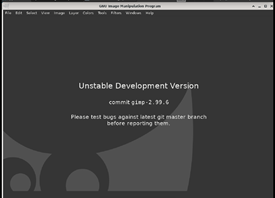 GNU Image Manipulation Program
File Edit Select View Image Layer Colors Tools Filters Windows Help
Unstable Development Version
commit gimp-2.99.6
Please test bugs against latest git master branch
before reporting them.